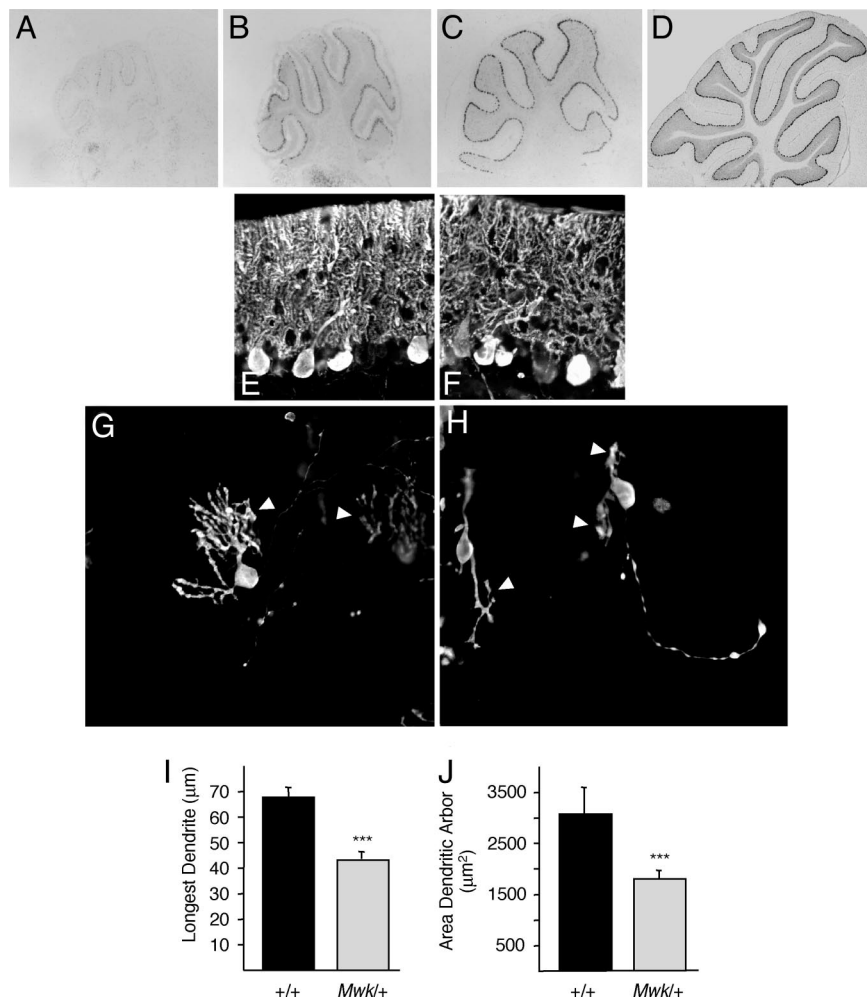 A
B
C
D
E
F
G
H
I
Longest Dendrite (μm)
70
60
50
40
30
20
10
***
+/+
Mwk/+
J
Area Dendritic Arbor
(μm²)
3500
2500
1500
500
***
+/+
Mwk/+